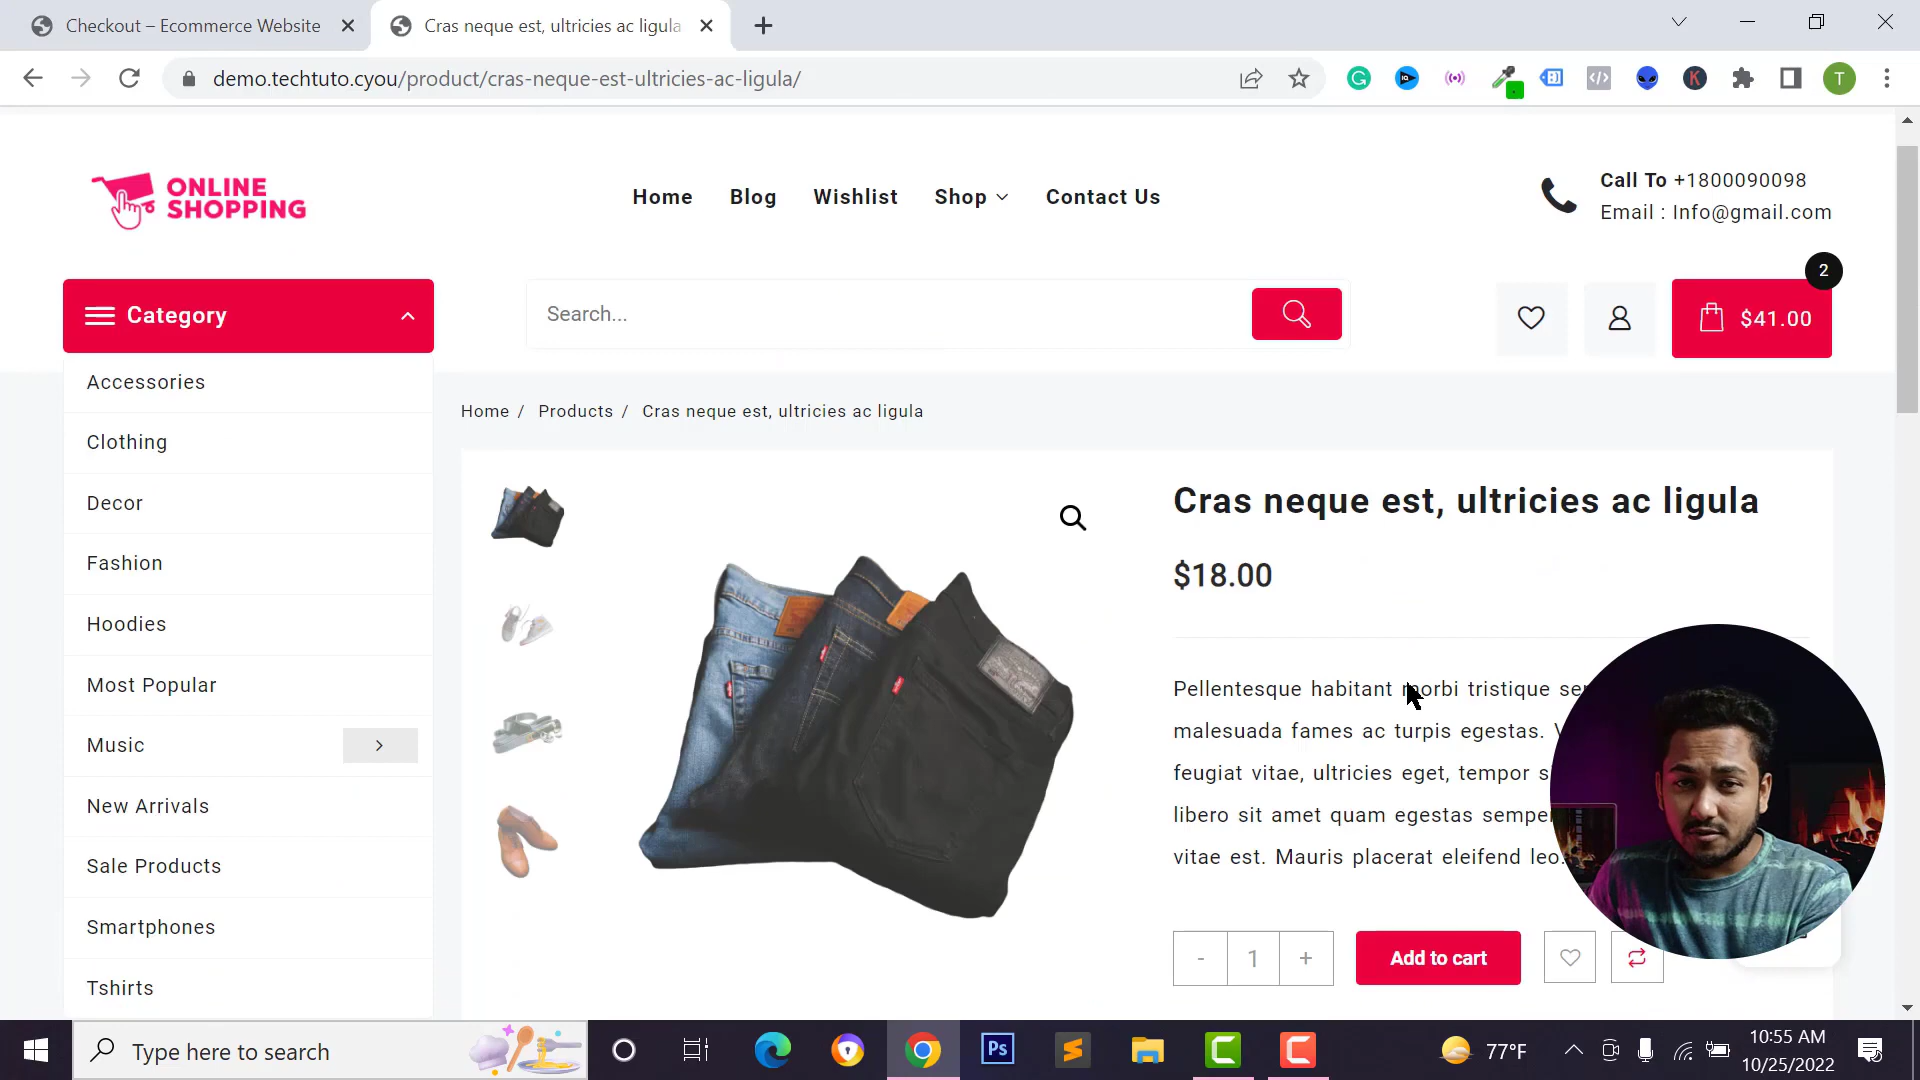 Checkout – Ecommerce Website
Cras neque est, ultricies ac ligula
demo.techtuto.cyou/product/cras-neque-est-ultricies-ac-ligula/
ONLINE
SHOPPING
Home
Blog
Wishlist
Shop
Contact Us
Call To +1800090098
Email : Info@gmail.com
Category
Search...
2
$41.00
Accessories
Clothing
Decor
Fashion
Hoodies
Most Popular
Music
New Arrivals
Sale Products
Smartphones
Tshirts
Home / Products / Cras neque est, ultricies ac ligula
Cras neque est, ultricies ac ligula
$18.00
Pellentesque habitant morbi tristique
malesuada fames ac turpis egestas.
feugiat vitae, ultricies eget, tempor
libero sit amet quam egestas
vitae est. Mauris placerat eleifend leo.
- 1 +
Add to cart
Type here to search
Ps
77°F
10:55 AM
10/25/2022